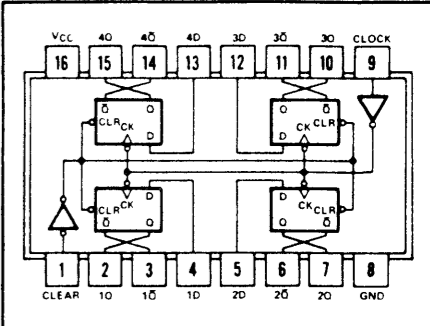 VCC 4Q 4Q̅ 4D 3D 3Q̅ 3Q CLOCK
16 15 14 13 12 11 10 9
Q̅ Q Q Q̅
CLR CK D D CK CLR
CLR CK D D CK CLR
Q̅ Q Q Q̅
1 2 3 4 5 6 7 8
CLEAR 1Q 1Q̅ 1D 2D 2Q̅ 2Q GND